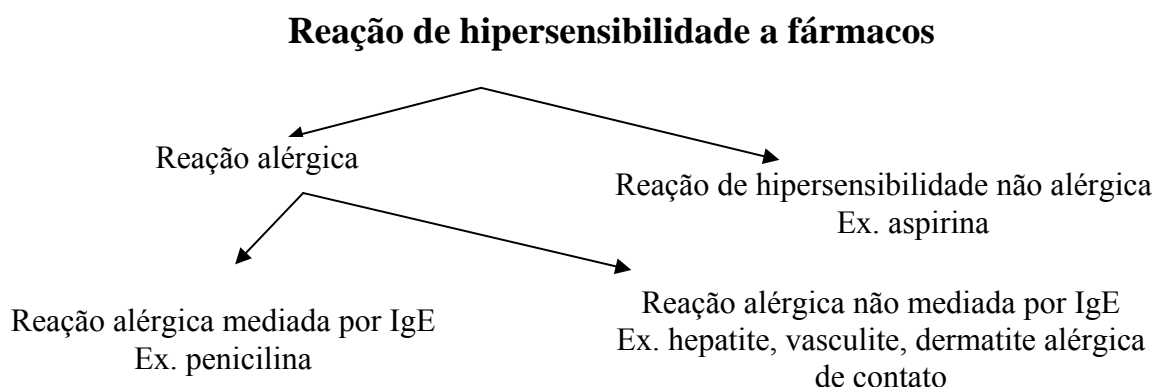 Reação de hipersensibilidade a fármacos
Reação alérgica
Reação de hipersensibilidade não alérgica
Ex. aspirina
Reação alérgica mediada por IgE
Ex. penicilina
Reação alérgica não mediada por IgE
Ex. hepatite, vasculite, dermatite alérgica
de contato